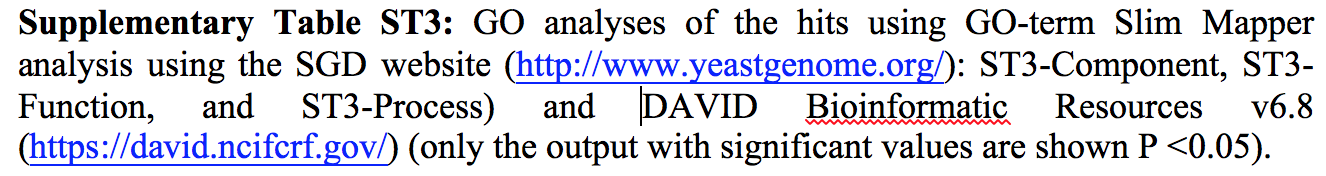 Supplementary Table ST3: GO analyses of the hits using GO-term Slim Mapper
analysis using the SGD website (http://www.yeastgenome.org/): ST3-Component, ST3-
Function, and ST3-Process) and DAVID Bioinformatic Resources v6.8
(https://david.ncifcrf.gov/) (only the output with significant values are shown P <0.05).